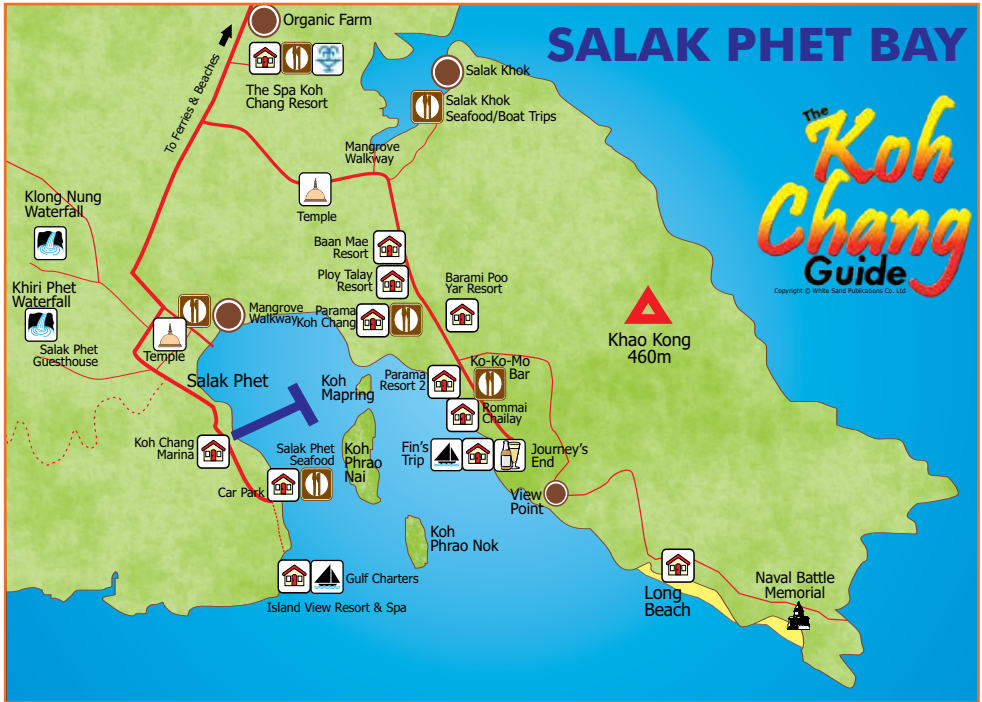 SALAK PHET BAY
The
Koh
Chang
Guide
Copyright © White Sand Publications Co. Ltd
Organic Farm
To Ferries & Beaches
The Spa Koh
Chang Resort
Salak Khok
Salak Khok
Seafood/Boat Trips
Mangrove
Walkway
Temple
Klong Nung
Waterfall
Khiri Phet
Waterfall
Salak Phet
Guesthouse
Temple
Mangrove
Walkway
Baan Mae
Resort
Ploy Talay
Resort
Parama
Koh Chang
Barami Poo
Yar Resort
Khao Kong
460m
Salak Phet
Koh
Mapring
Parama
Resort 2
Ko-Ko-Mo
Bar
Rommai
Chailay
Koh Chang
Marina
Salak Phet
Seafood
Car Park
Koh
Phrao
Nai
Fin's
Trip
Journey's
End
View
Point
Koh
Phrao Nok
Gulf Charters
Island View Resort & Spa
Long
Beach
Naval Battle
Memorial